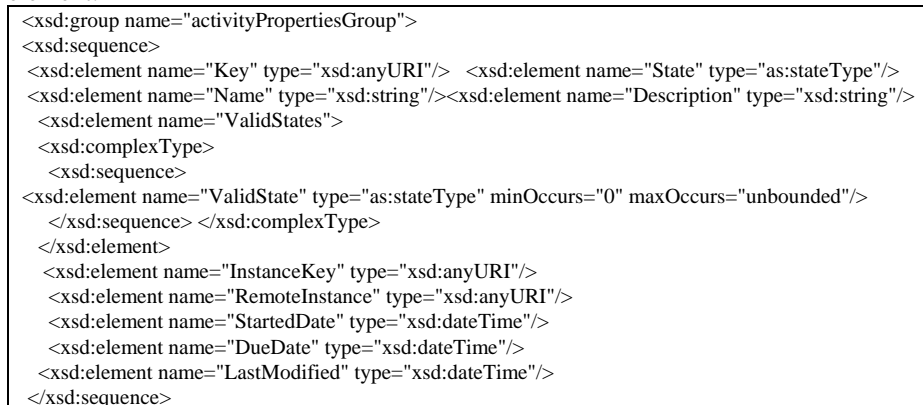 <xsd:group name="activityPropertiesGroup">
<xsd:sequence>
<xsd:element name="Key" type="xsd:anyURI"/> <xsd:element name="State" type="as:stateType"/>
<xsd:element name="Name" type="xsd:string"/><xsd:element name="Description" type="xsd:string"/>
<xsd:element name="ValidStates">
<xsd:complexType>
<xsd:sequence>
<xsd:element name="ValidState" type="as:stateType" minOccurs="0" maxOccurs="unbounded"/>
</xsd:sequence> </xsd:complexType>
</xsd:element>
<xsd:element name="InstanceKey" type="xsd:anyURI"/>
<xsd:element name="RemoteInstance" type="xsd:anyURI"/>
<xsd:element name="StartedDate" type="xsd:dateTime"/>
<xsd:element name="DueDate" type="xsd:dateTime"/>
<xsd:element name="LastModified" type="xsd:dateTime"/>
</xsd:sequence>